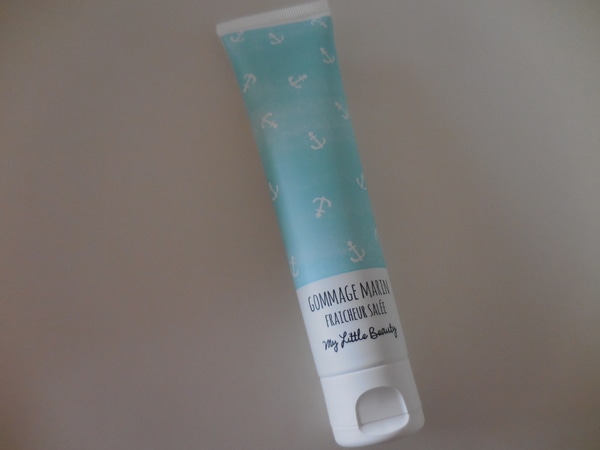 GOMMAGE MARIN
FRAICHEUR SALÉE
My Little Beauty